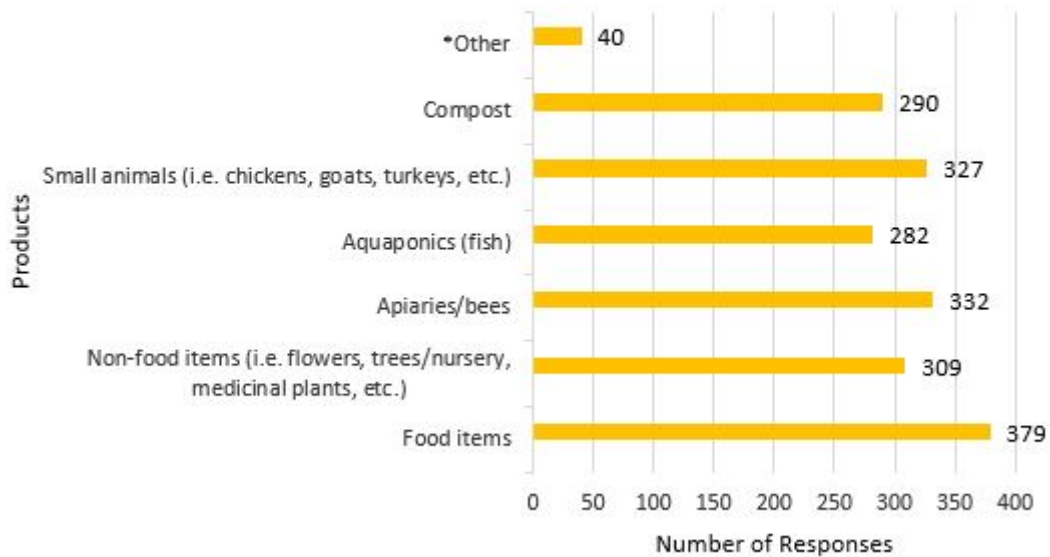 *Other
40
Compost
290
Small animals (i.e. chickens, goats, turkeys, etc.)
327
Aquaponics (fish)
282
Apiaries/bees
332
Non-food items (i.e. flowers, trees/nursery,
medicinal plants, etc.)
309
Food items
379
Products
0 50 100 150 200 250 300 350 400
Number of Responses